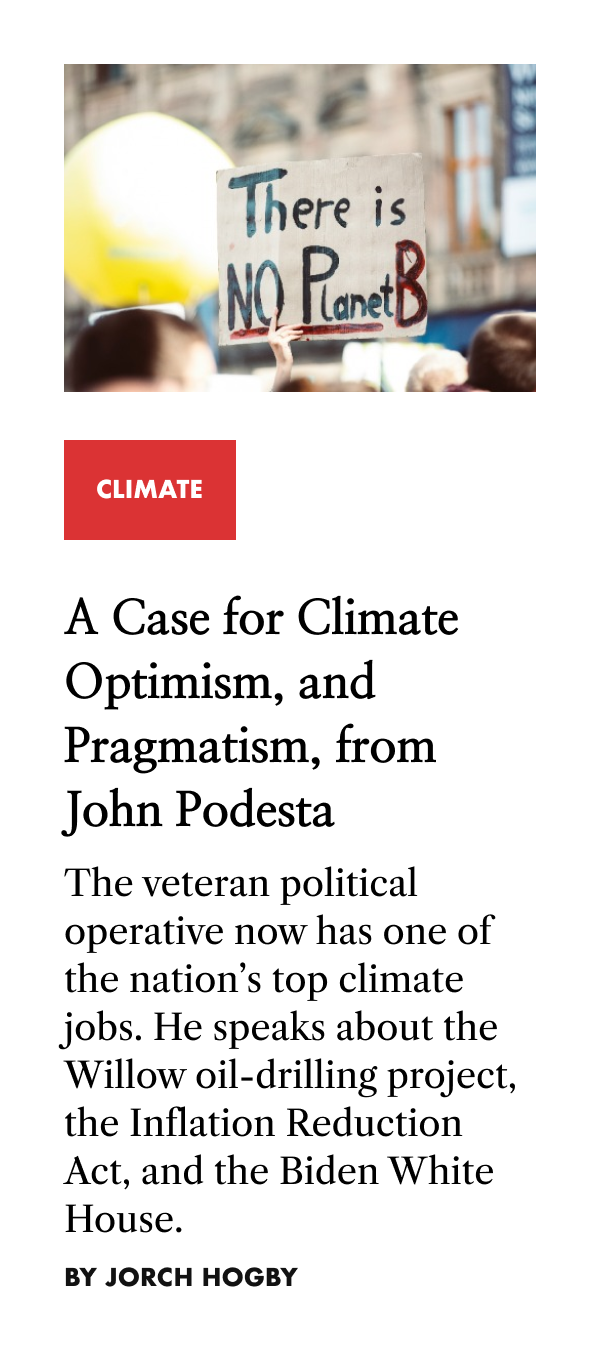 There is
NO Planet B
CLIMATE
A Case for Climate
Optimism, and
Pragmatism, from
John Podesta
The veteran political
operative now has one of
the nation’s top climate
jobs. He speaks about the
Willow oil-drilling project,
the Inflation Reduction
Act, and the Biden White
House.
BY JORCH HOGBY